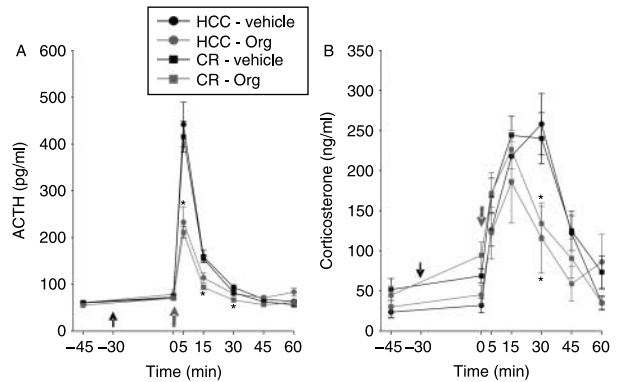 HCC - vehicle
HCC - Org
CR - vehicle
CR - Org
A
600
500
400
300
200
100
0
ACTH (pg/ml)
−45 −30 0 5 15 30 45 60
Time (min)
*
*
*
B
350
300
250
200
150
100
50
0
Corticosterone (ng/ml)
−45 −30 0 5 15 30 45 60
Time (min)
*
*